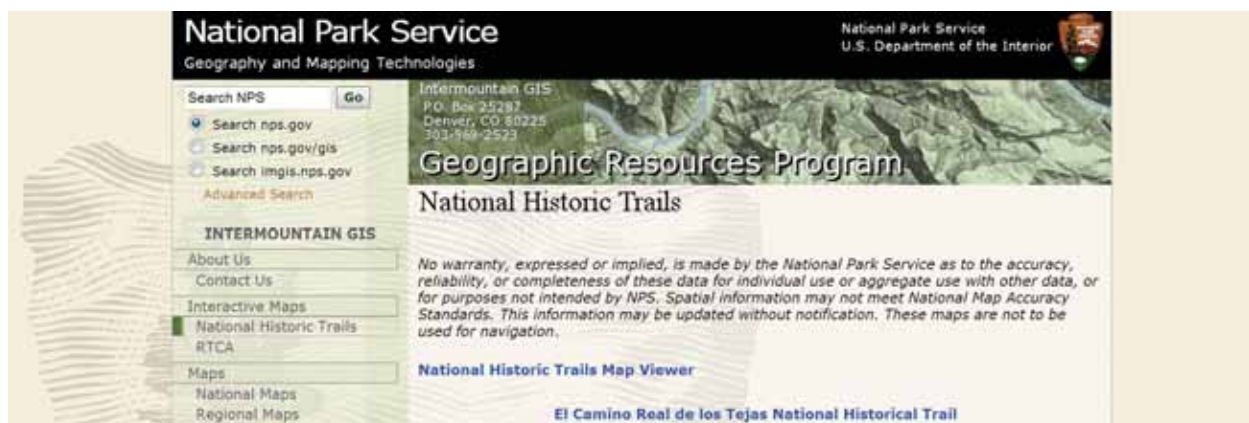 National Park Service
Geography and Mapping Technologies
National Park Service
U.S. Department of the Interior
Search NPS
Go
Search nps.gov
Search nps.gov/gis
Search imgis.nps.gov
Advanced Search
INTERMOUNTAIN GIS
About Us
Contact Us
Interactive Maps
National Historic Trails
RTCA
Maps
National Maps
Regional Maps
Intermountain GIS
P.O. Box 25287
Denver, CO 80225
303-969-2523
Geographic Resources Program
National Historic Trails
No warranty, expressed or implied, is made by the National Park Service as to the accuracy,
reliability, or completeness of these data for individual use or aggregate use with other data, or
for purposes not intended by NPS. Spatial information may not meet National Map Accuracy
Standards. This information may be updated without notification. These maps are not to be
used for navigation.
National Historic Trails Map Viewer
El Camino Real de los Tejas National Historical Trail